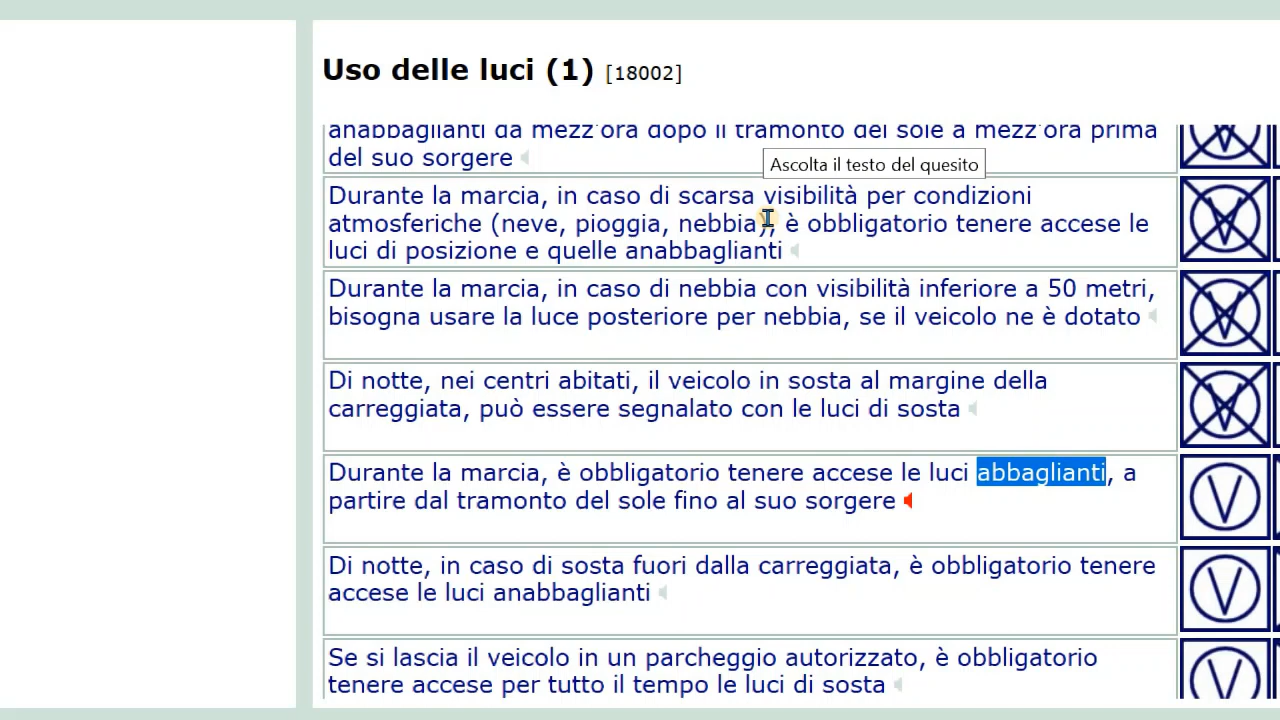 Uso delle luci (1) [18002]
anabbaglianti da mezz'ora dopo il tramonto del sole a mezz'ora prima
del suo sorgere
Ascolta il testo del quesito
Durante la marcia, in caso di scarsa visibilità per condizioni
atmosferiche (neve, pioggia, nebbia), è obbligatorio tenere accese le
luci di posizione e quelle anabbaglianti
Durante la marcia, in caso di nebbia con visibilità inferiore a 50 metri,
bisogna usare la luce posteriore per nebbia, se il veicolo ne è dotato
Di notte, nei centri abitati, il veicolo in sosta al margine della
carreggiata, può essere segnalato con le luci di sosta
Durante la marcia, è obbligatorio tenere accese le luci abbaglianti, a
partire dal tramonto del sole fino al suo sorgere
V
Di notte, in caso di sosta fuori dalla carreggiata, è obbligatorio tenere
accese le luci anabbaglianti
V
Se si lascia il veicolo in un parcheggio autorizzato, è obbligatorio
tenere accese per tutto il tempo le luci di sosta
V